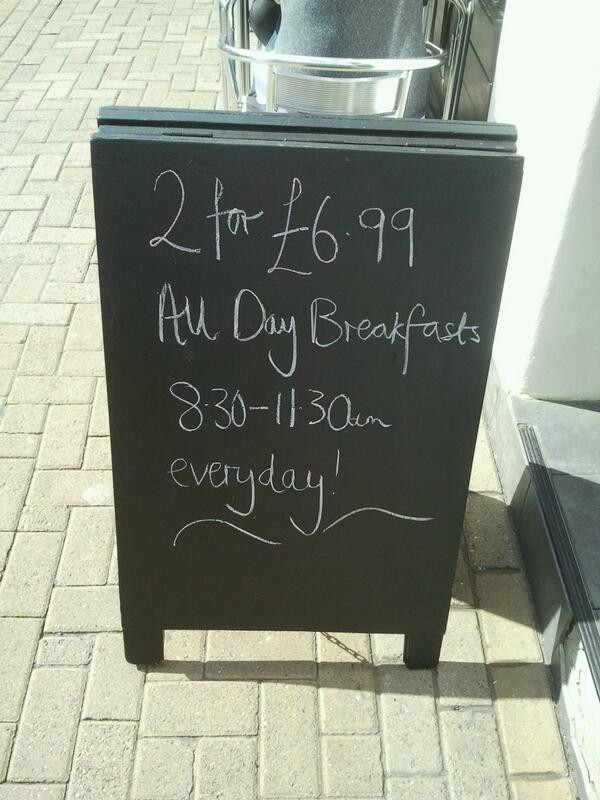 2 for £6.99
All Day Breakfasts
8.30-11.30am
everyday!